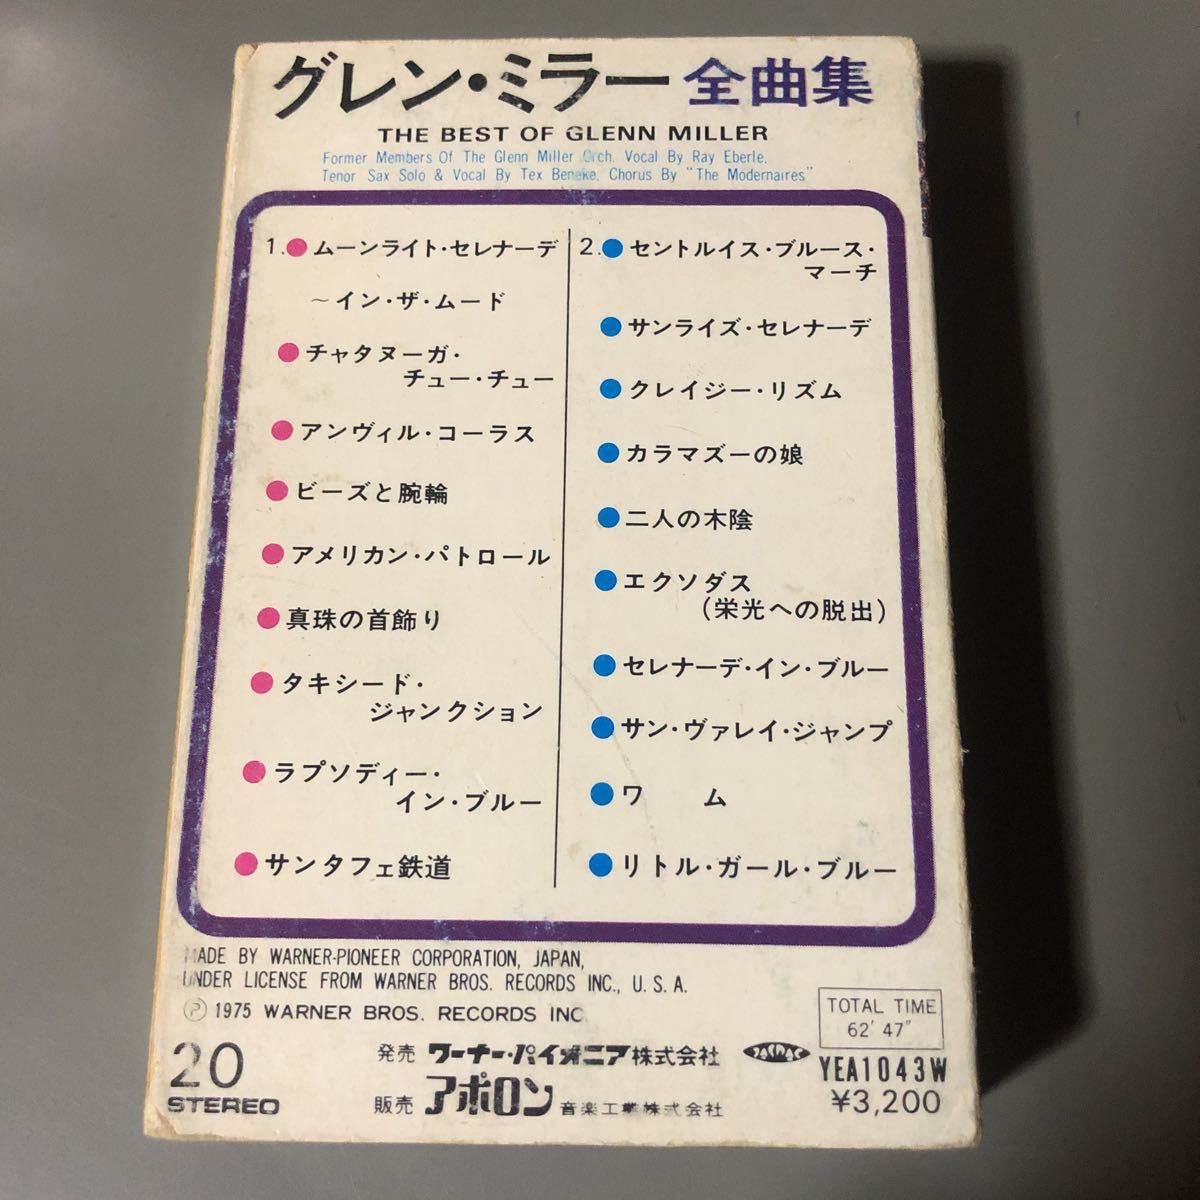 グレン・ミラー 全曲集
THE BEST OF GLENN MILLER
Former Members Of The Glenn Miller Orch. Vocal By Ray Eberle.
Tenor Sax Solo & Vocal By Tex Beneke. Chorus By "The Modernaires"
1.●ムーンライト・セレナーデ
～イン・ザ・ムード
●チャタヌーガ・
チュー・チュー
●アンヴィル・コーラス
●ビーズと腕輪
●アメリカン・パトロール
●真珠の首飾り
●タキシード・
ジャンクション
●ラプソディー・
イン・ブルー
●サンタフェ鉄道
2.●セントルイス・ブルース・
マーチ
●サンライズ・セレナーデ
●クレイジー・リズム
●カラマズーの娘
●二人の木陰
●エクソダス
(栄光への脱出)
●セレナーデ・イン・ブルー
●サン・ヴァレイ・ジャンプ
●ワ ム
●リトル・ガール・ブルー
MADE BY WARNER-PIONEER CORPORATION, JAPAN,
UNDER LICENSE FROM WARNER BROS. RECORDS INC., U.S.A.
Ⓟ 1975 WARNER BROS. RECORDS INC.
TOTAL TIME
62' 47"
20
STEREO
発売 ワーナー・パイオニア株式会社
販売 アポロン 音楽工業株式会社
JASRAC
YEA1043W
¥3,200